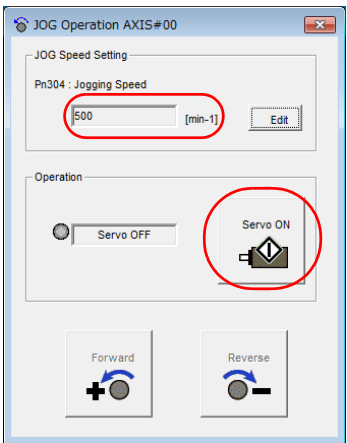 JOG Operation AXIS#00
JOG Speed Setting
Pn304 : Jogging Speed
500 [min-1] Edit
Operation
Servo OFF
Servo ON
Forward Reverse